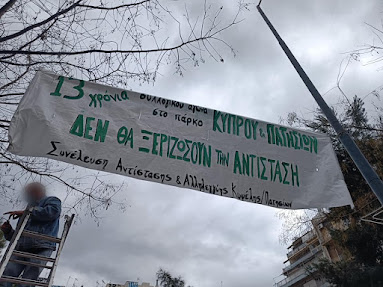 13 χρόνια συλλογικού αγώνα
στο πάρκο ΚΥΠΡΟΥ & ΠΑΤΗΣΙΩΝ
ΔΕΝ ΘΑ ΞΕΡΙΖΩΣΟΥΝ ΤΗΝ ΑΝΤΙΣΤΑΣΗ
Συνέλευση Αντίστασης & Αλληλεγγύης Κυψέλης/Πατησίων